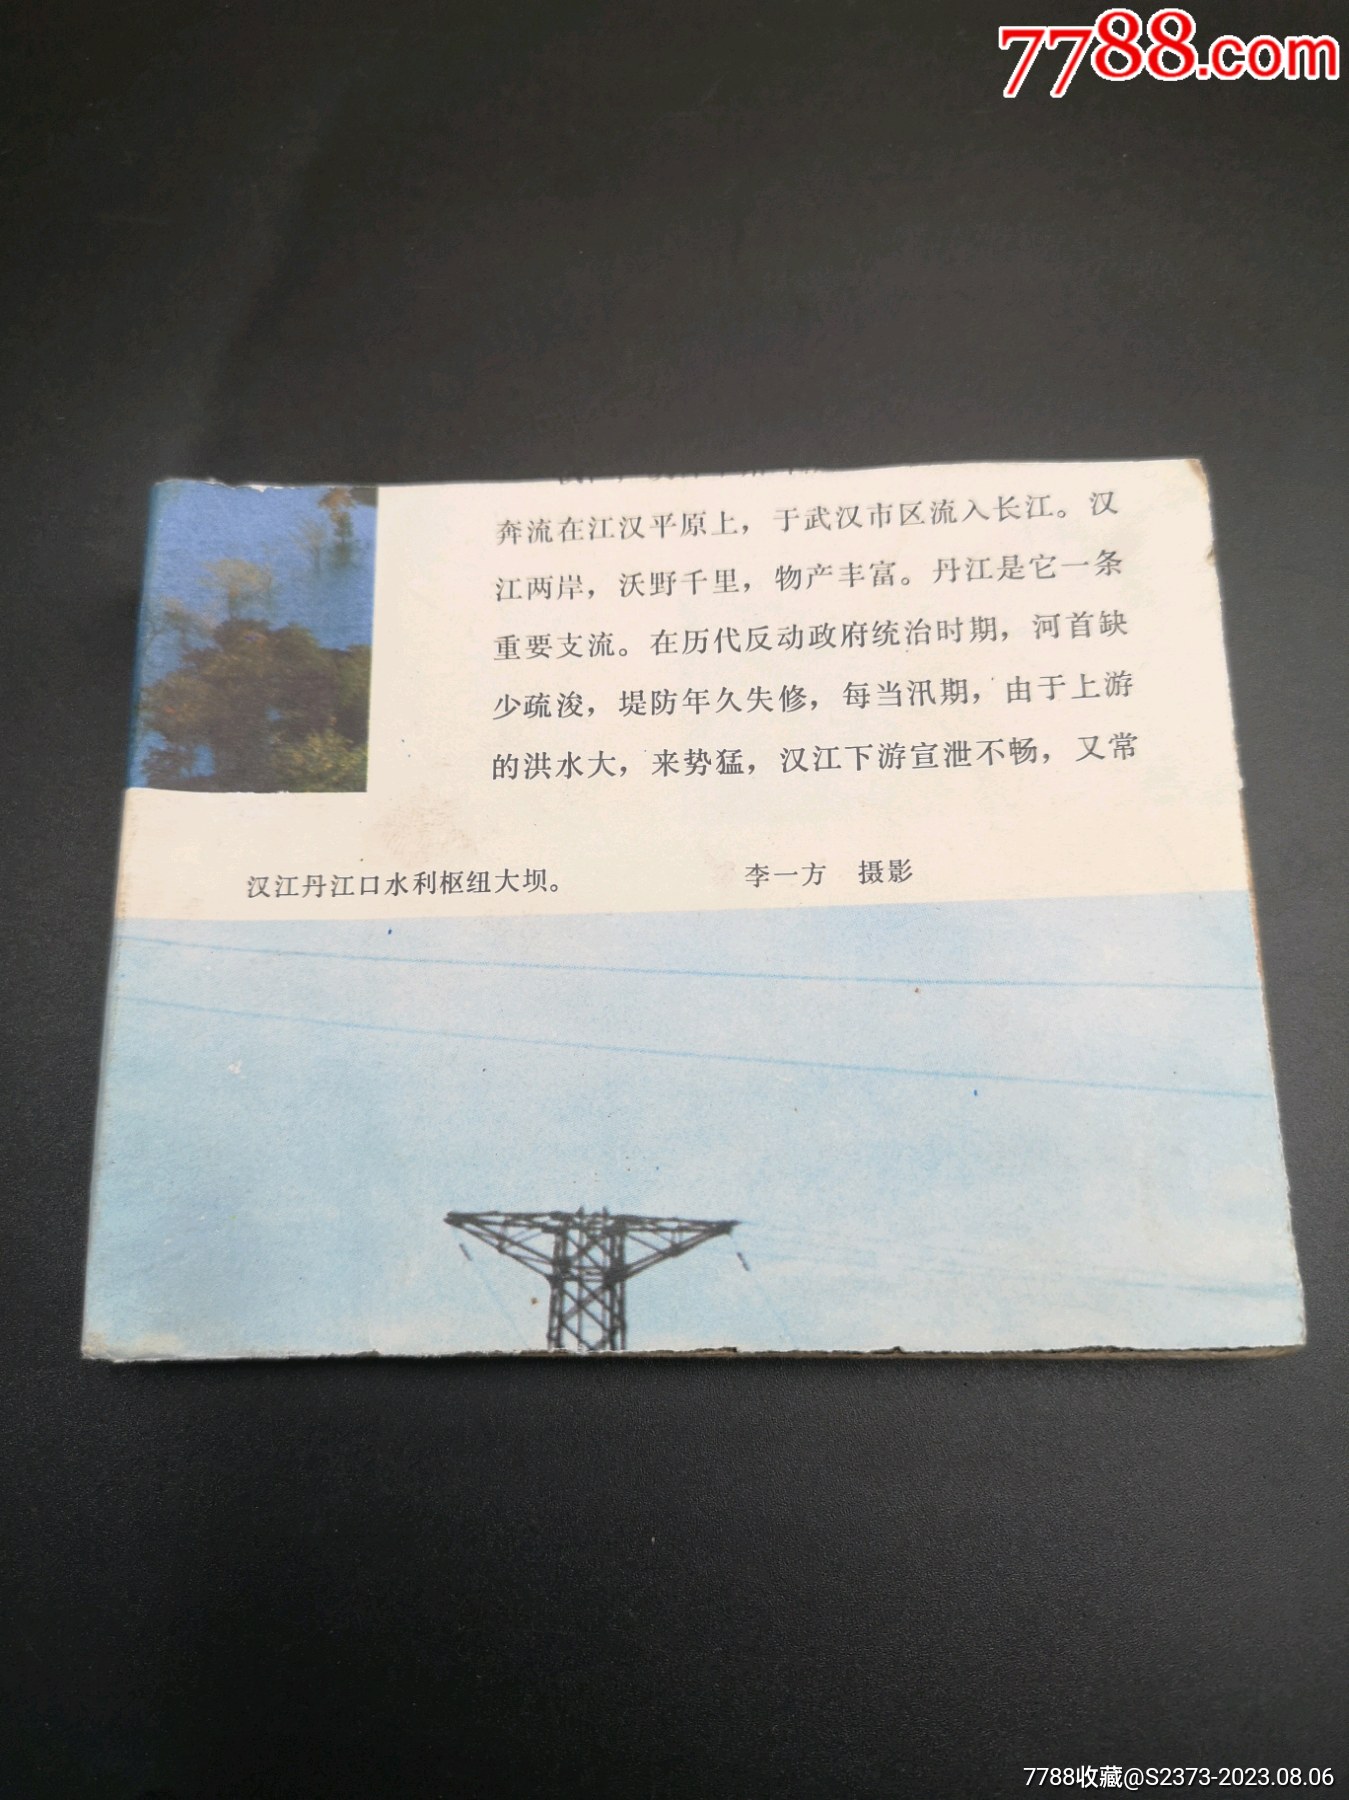 7788.com
奔流在江汉平原上，于武汉市区流入长江。汉
江两岸，沃野千里，物产丰富。丹江是它一条
重要支流。在历代反动政府统治时期，河首缺
少疏浚，堤防年久失修，每当汛期，由于上游
的洪水大，来势猛，汉江下游宣泄不畅，又常
汉江丹江口水利枢纽大坝。 李一方 摄影
7788收藏@S2373-2023.08.06